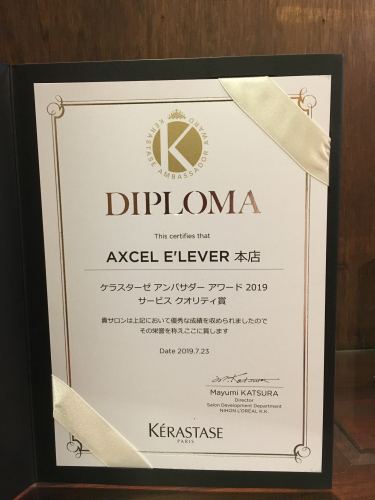 KÉRASTASE AMBASSADOR AWARD
K
DIPLOMA
This certifies that
AXCEL E'LEVER 本店
ケラスターゼ アンバサダー アワード 2019
サービス クオリティ賞
貴サロンは上記において優秀な成績を収められましたので
その栄誉を称えここに賞します
Date 2019.7.23
Mayumi KATSURA
Director
Salon Development Department
NIHON L'ORÉAL K.K.
KÉRASTASE
PARIS